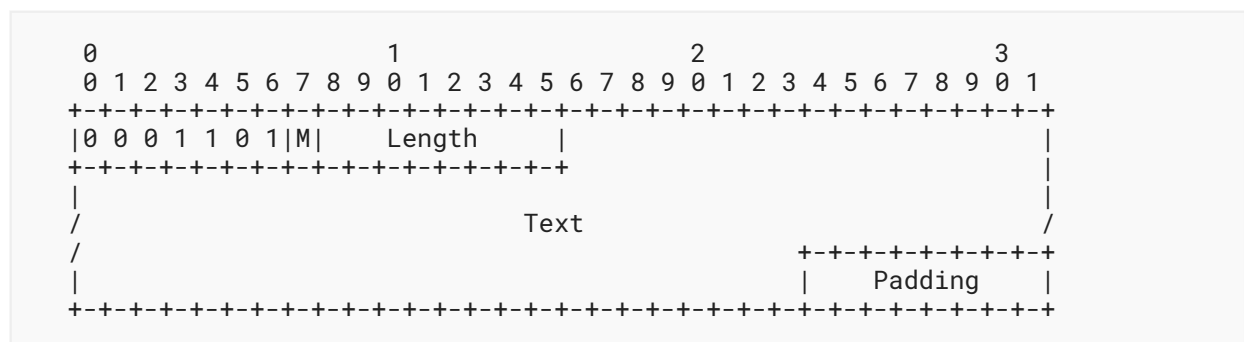 0                   1                   2                   3
 0 1 2 3 4 5 6 7 8 9 0 1 2 3 4 5 6 7 8 9 0 1 2 3 4 5 6 7 8 9 0 1
+-+-+-+-+-+-+-+-+-+-+-+-+-+-+-+-+-+-+-+-+-+-+-+-+-+-+-+-+-+-+-+-+
|0 0 0 1 1 0 1|M|    Length     |                               |
+-+-+-+-+-+-+-+-+-+-+-+-+-+-+-+-+                               |
|                                                               |
/                             Text                              /
/                                               +-+-+-+-+-+-+-+-+
|                                               |    Padding    |
+-+-+-+-+-+-+-+-+-+-+-+-+-+-+-+-+-+-+-+-+-+-+-+-+-+-+-+-+-+-+-+-+